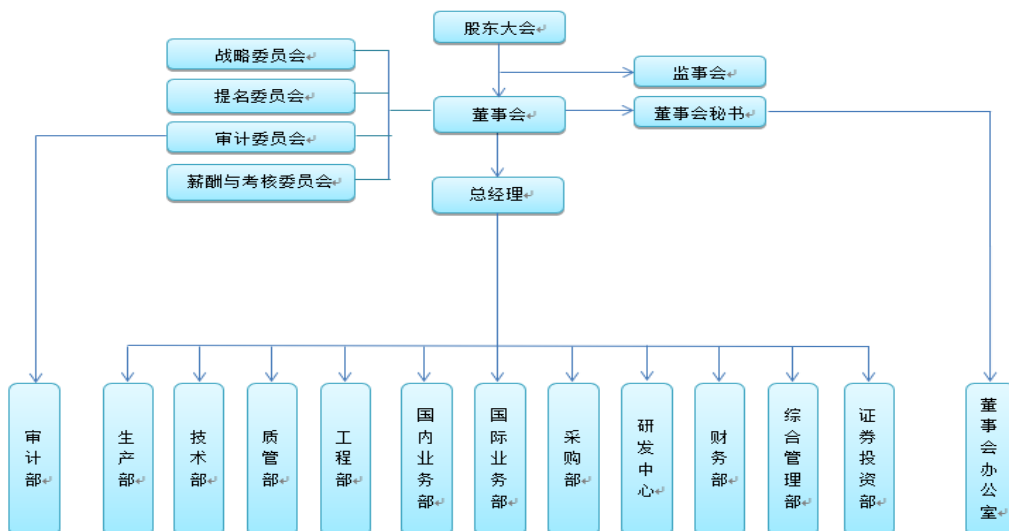 股东大会
战略委员会
监事会
提名委员会
董事会
董事会秘书
审计委员会
薪酬与考核委员会
总经理
审计部
生产部
技术部
质管部
工程部
国内业务部
国际业务部
采购部
研发中心
财务部
综合管理部
证券投资部
董事会办公室